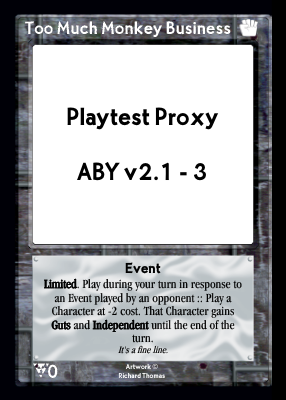 Too Much Monkey Business
Playtest Proxy
ABY v2.1 - 3
Event
Limited. Play during your turn in response to
an Event played by an opponent :: Play a
Character at -2 cost. That Character gains
Guts and Independent until the end of the
turn.
It's a fine line.
Artwork ©
Richard Thomas
0